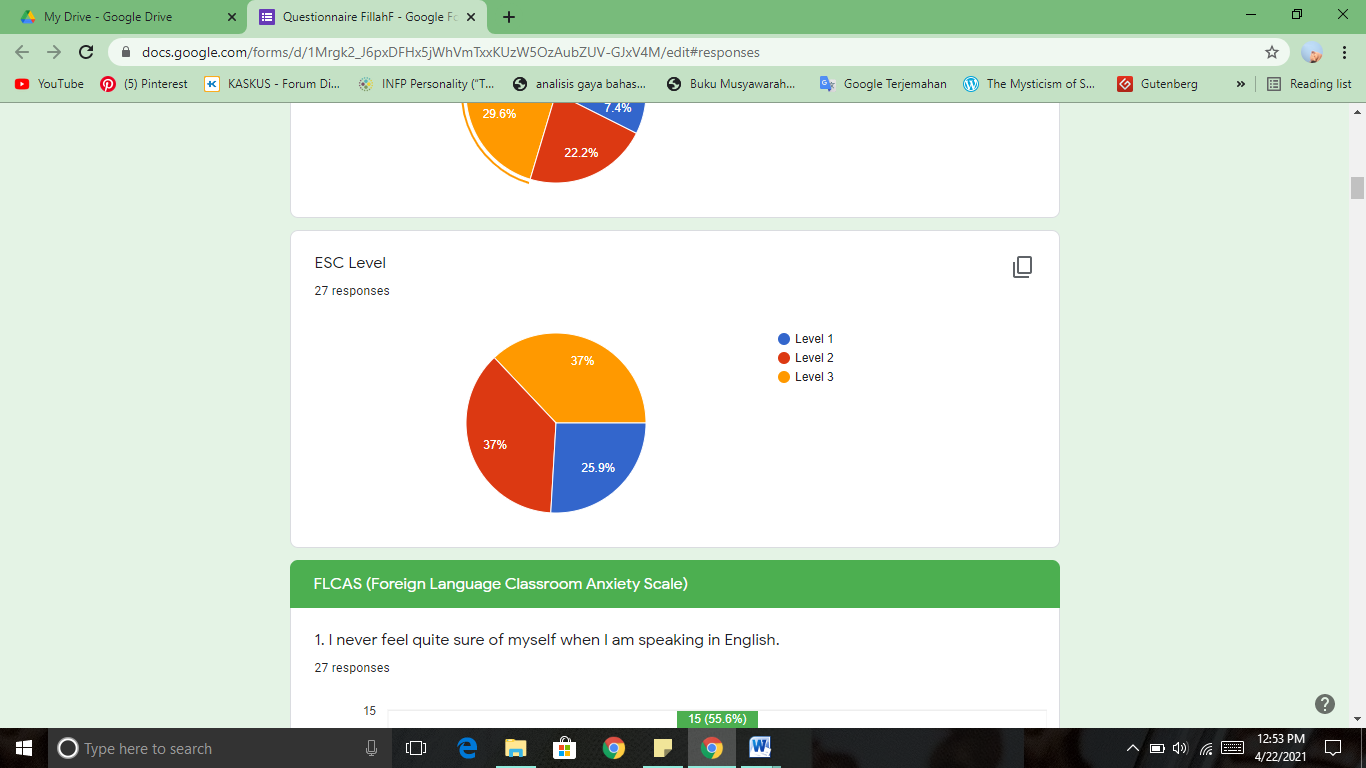 My Drive - Google Drive
Questionnaire FillahF - Google Fo
docs.google.com/forms/d/1Mrgk2_J6pxDFHx5jWhVmTxxKUzW5OzAubZUV-GJxV4M/edit#responses
YouTube
(5) Pinterest
KASKUS - Forum Di...
INFP Personality ("T...
analisis gaya bahas...
Buku Musyawarah...
Google Terjemahan
The Mysticism of S...
Gutenberg
»
Reading list
7.4%
29.6%
22.2%
ESC Level
27 responses
Level 1
Level 2
Level 3
37%
37%
25.9%
FLCAS (Foreign Language Classroom Anxiety Scale)
1. I never feel quite sure of myself when I am speaking in English.
27 responses
15
15 (55.6%)
Type here to search
12:53 PM
4/22/2021